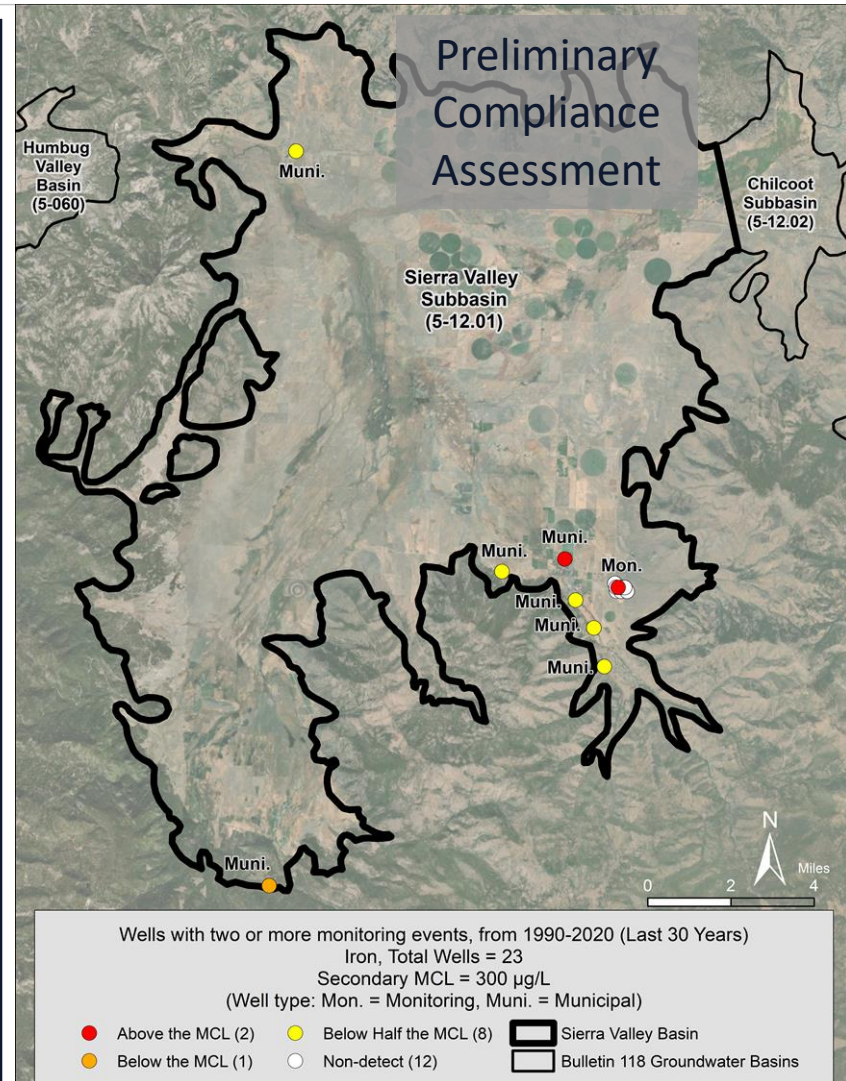 Preliminary
Compliance
Assessment
Humbug
Valley
Basin
(5-060)
Muni.
Chilcoot
Subbasin
(5-12.02)
Sierra Valley
Subbasin
(5-12.01)
Muni.
Muni.
Mon.
Muni.
Muni.
Muni.
Muni.
N
Miles
0 2 4
Wells with two or more monitoring events, from 1990-2020 (Last 30 Years)
Iron, Total Wells = 23
Secondary MCL = 300 µg/L
(Well type: Mon. = Monitoring, Muni. = Municipal)
Above the MCL (2) Below Half the MCL (8) Sierra Valley Basin
Below the MCL (1) Non-detect (12) Bulletin 118 Groundwater Basins